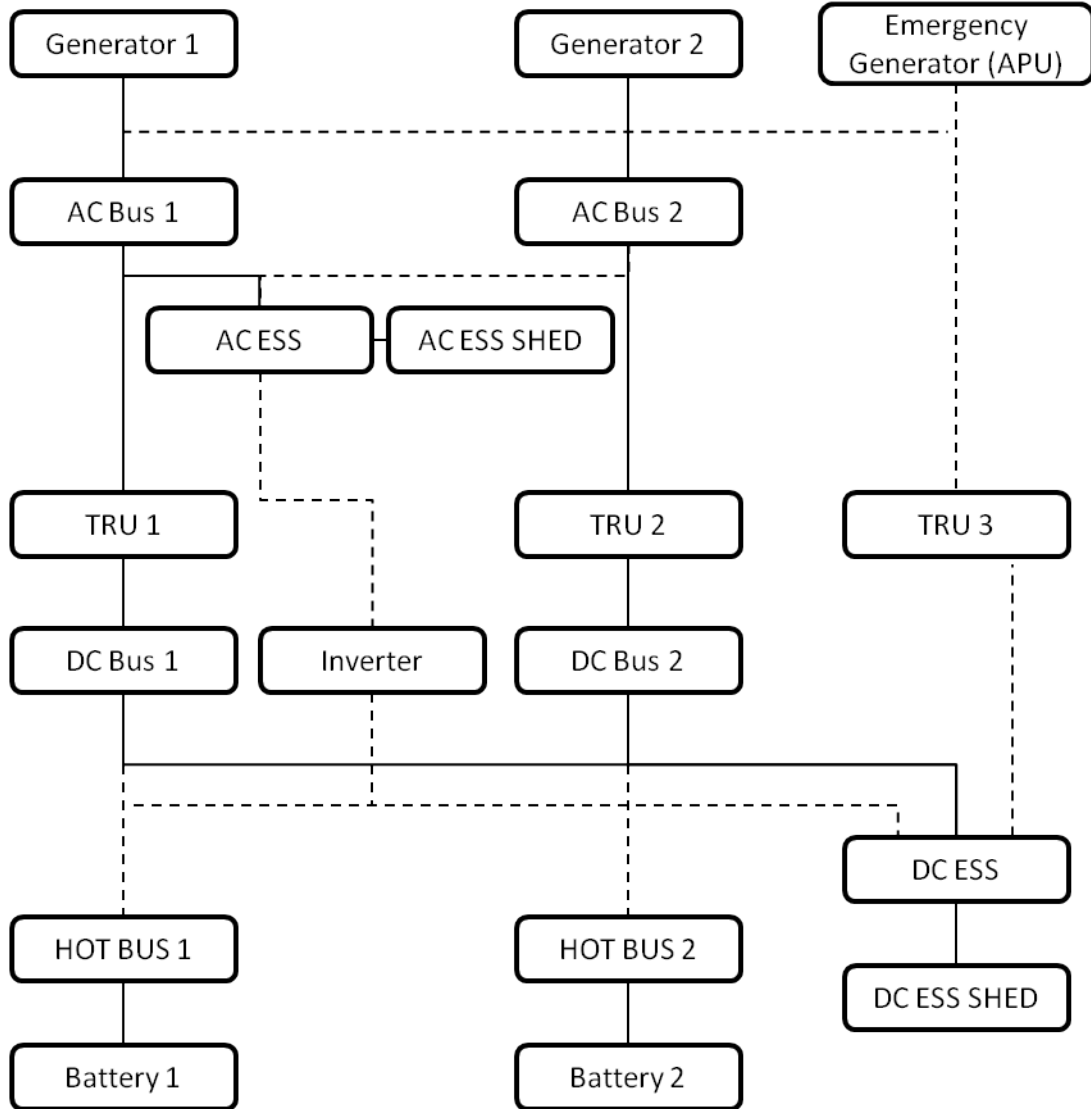 Generator 1
Generator 2
Emergency
Generator (APU)
AC Bus 1
AC Bus 2
AC ESS
AC ESS SHED
TRU 1
TRU 2
TRU 3
DC Bus 1
Inverter
DC Bus 2
DC ESS
HOT BUS 1
HOT BUS 2
DC ESS SHED
Battery 1
Battery 2